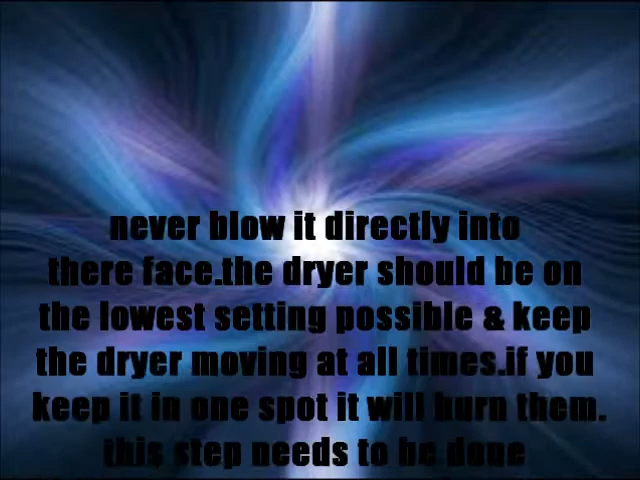 never blow it directly into
there face.the dryer should be on
the lowest setting possible & keep
the dryer moving at all times.if you
keep it in one spot it will burn them.
this step needs to be done